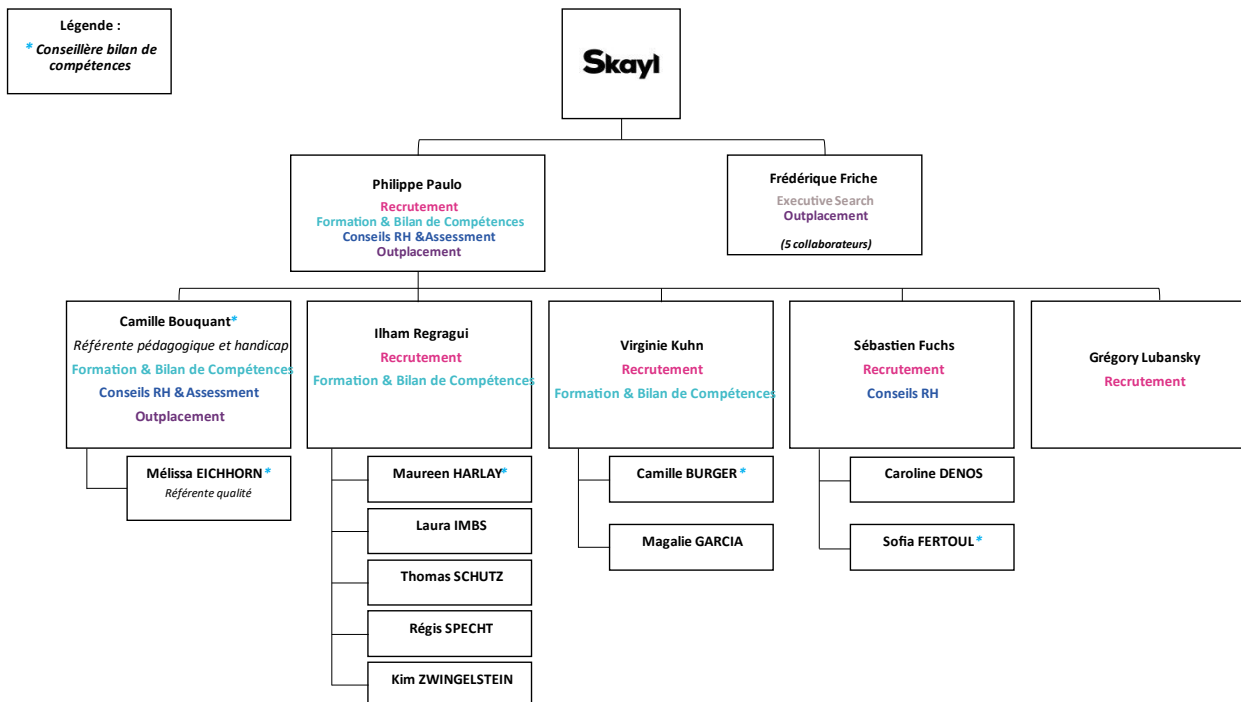 Légende :
* Conseillère bilan de
compétences
Skayl
Philippe Paulo
Recrutement
Formation & Bilan de Compétences
Conseils RH &Assessment
Outplacement
Frédérique Friche
Executive Search
Outplacement
(5 collaborateurs)
Camille Bouquant*
Référente pédagogique et handicap
Formation & Bilan de Compétences
Conseils RH & Assessment
Outplacement
Ilham Regragui
Recrutement
Formation & Bilan de Compétences
Virginie Kuhn
Recrutement
Formation & Bilan de Compétences
Sébastien Fuchs
Recrutement
Conseils RH
Grégory Lubansky
Recrutement
Mélissa EICHHORN*
Référente qualité
Maureen HARLAY*
Laura IMBS
Thomas SCHUTZ
Régis SPECHT
Kim ZWINGELSTEIN
Camille BURGER*
Magalie GARCIA
Caroline DENOS
Sofia FERTOUL*